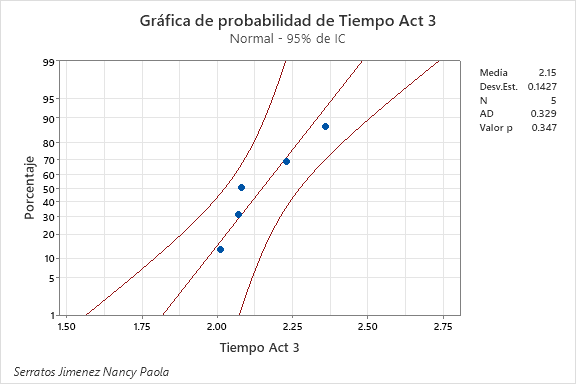 Gráfica de probabilidad de Tiempo Act 3
Normal - 95% de IC
99
95
90
80
70
60
50
40
30
20
10
5
1
Porcentaje
1.50 1.75 2.00 2.25 2.50 2.75
Tiempo Act 3
Media 2.15
Desv.Est. 0.1427
N 5
AD 0.329
Valor p 0.347
Serratos Jimenez Nancy Paola